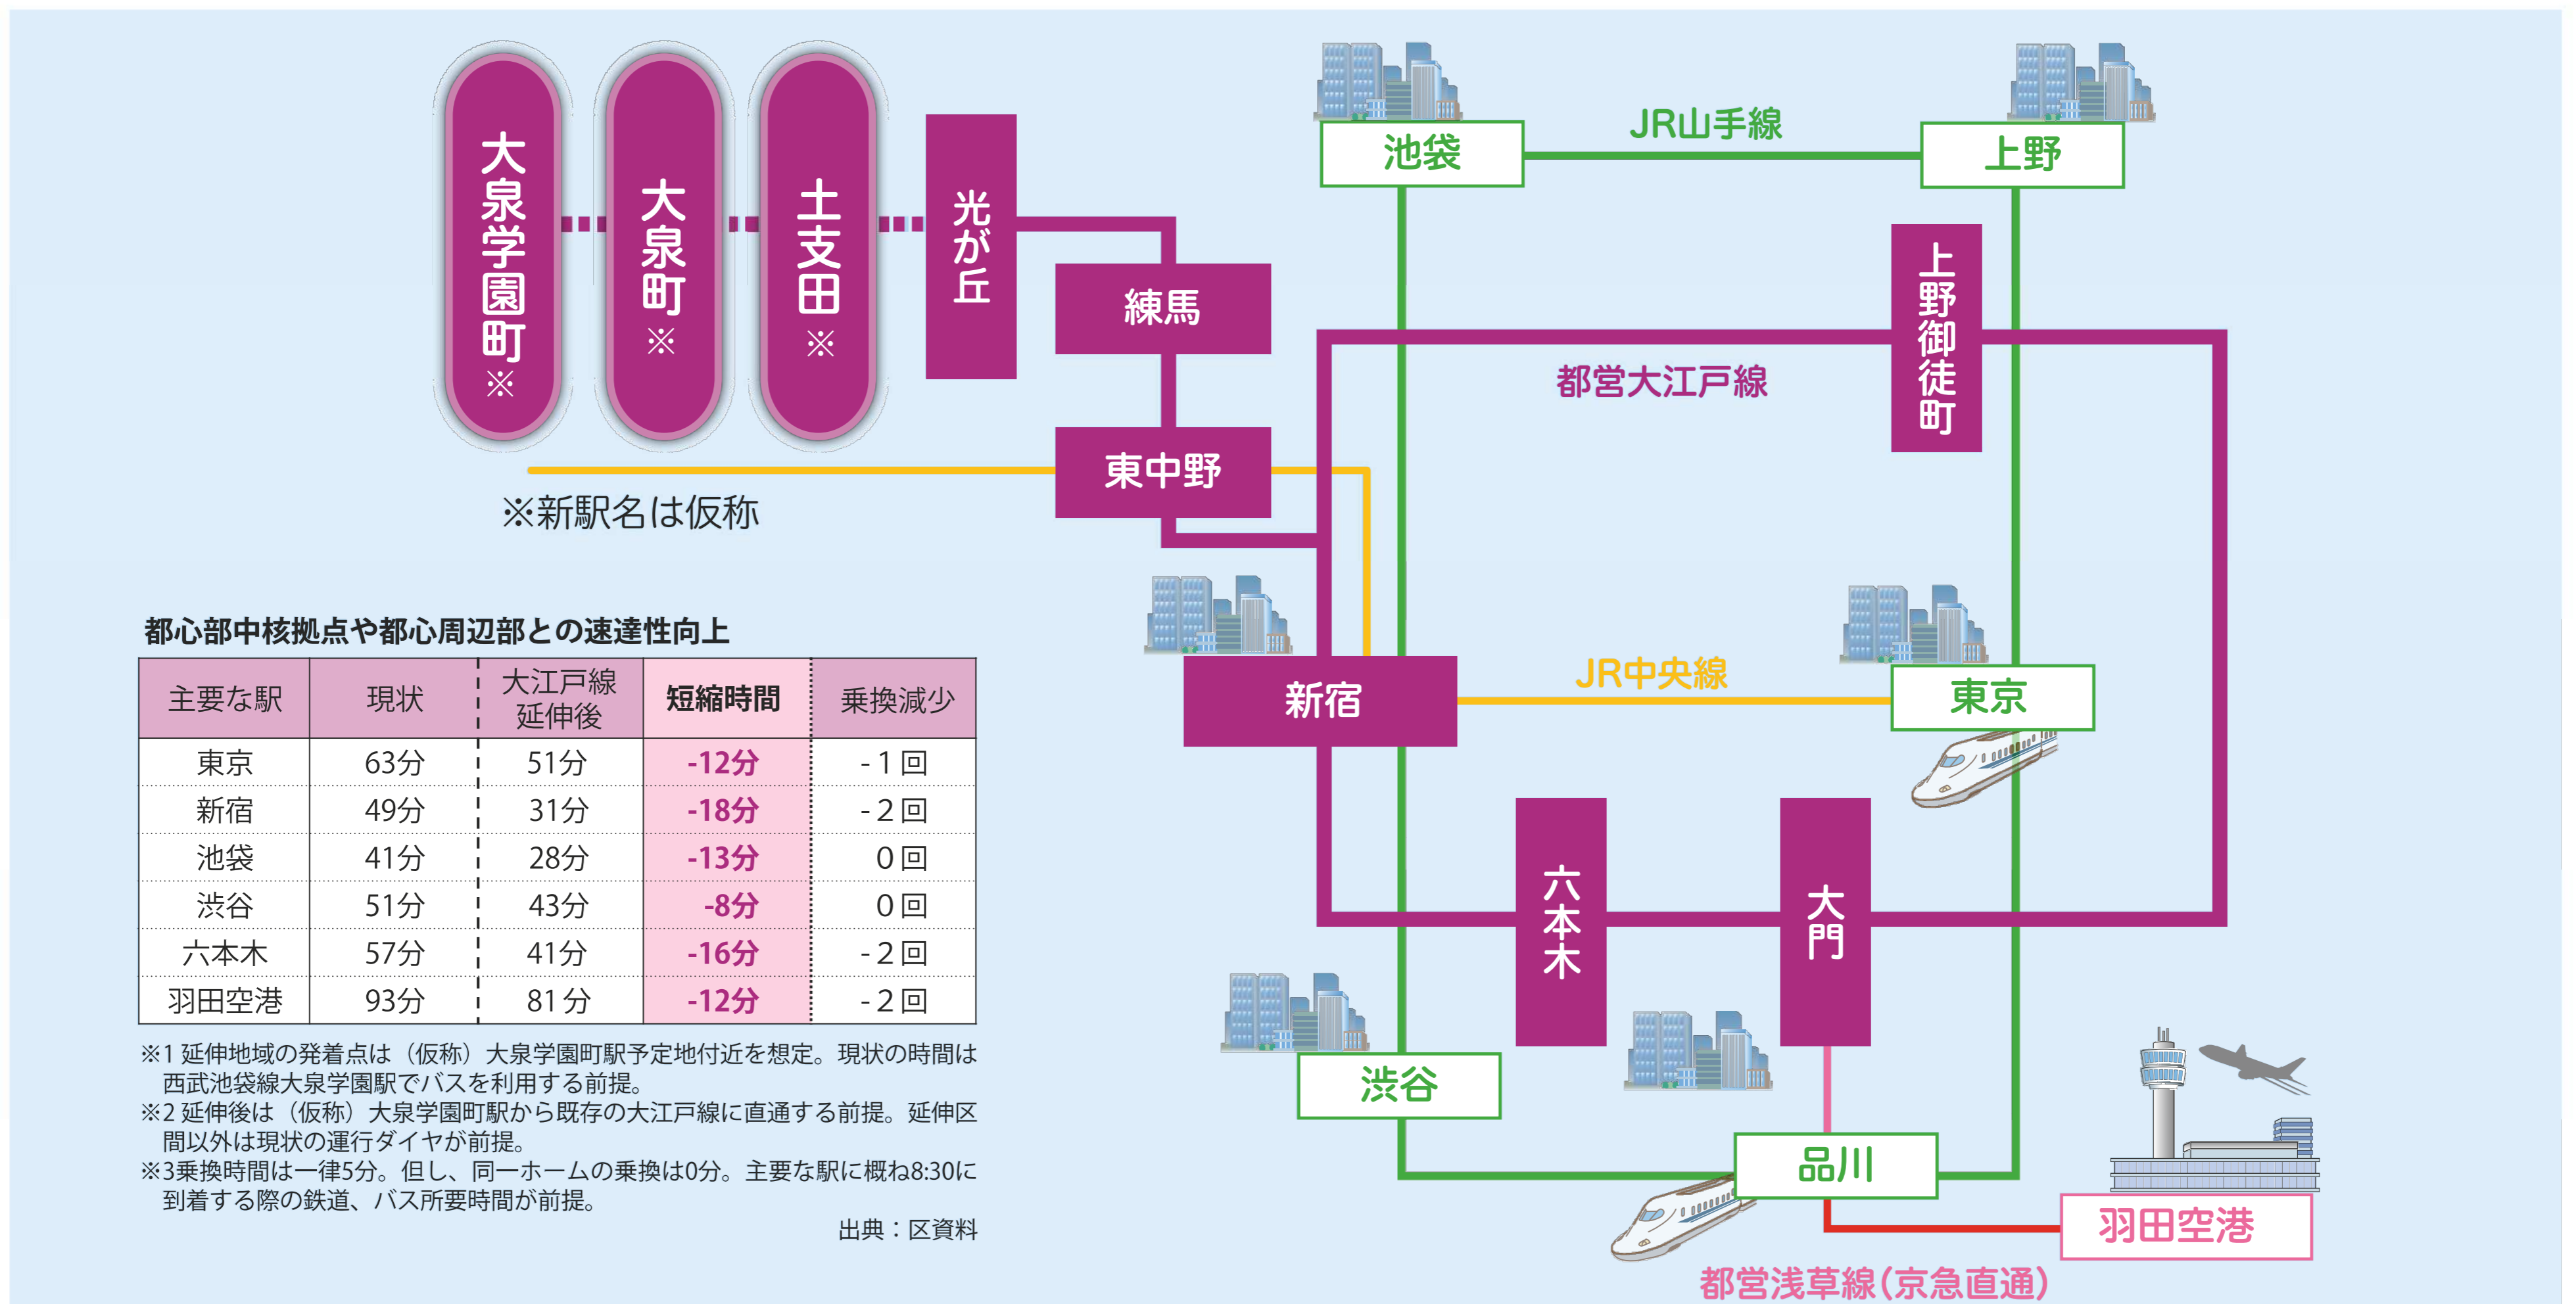 大泉学園町※
大泉町※
土支田※
光が丘
練馬
東中野
※新駅名は仮称
池袋
JR山手線
上野
上野御徒町
都営大江戸線
新宿
JR中央線
東京
六本木
大門
渋谷
品川
羽田空港
都営浅草線(京急直通)
都心部中核拠点や都心周辺部との速達性向上
主要な駅 現状 大江戸線延伸後 短縮時間 乗換減少
東京 63分 51分 -12分 -1回
新宿 49分 31分 -18分 -2回
池袋 41分 28分 -13分 0回
渋谷 51分 43分 -8分 0回
六本木 57分 41分 -16分 -2回
羽田空港 93分 81分 -12分 -2回
※1 延伸地域の発着点は（仮称）大泉学園町駅予定地付近を想定。現状の時間は
西武池袋線大泉学園駅でバスを利用する前提。
※2 延伸後は（仮称）大泉学園町駅から既存の大江戸線に直通する前提。延伸区
間以外は現状の運行ダイヤが前提。
※3乗換時間は一律5分。但し、同一ホームの乗換は0分。主要な駅に概ね8:30に
到着する際の鉄道、バス所要時間が前提。
出典：区資料